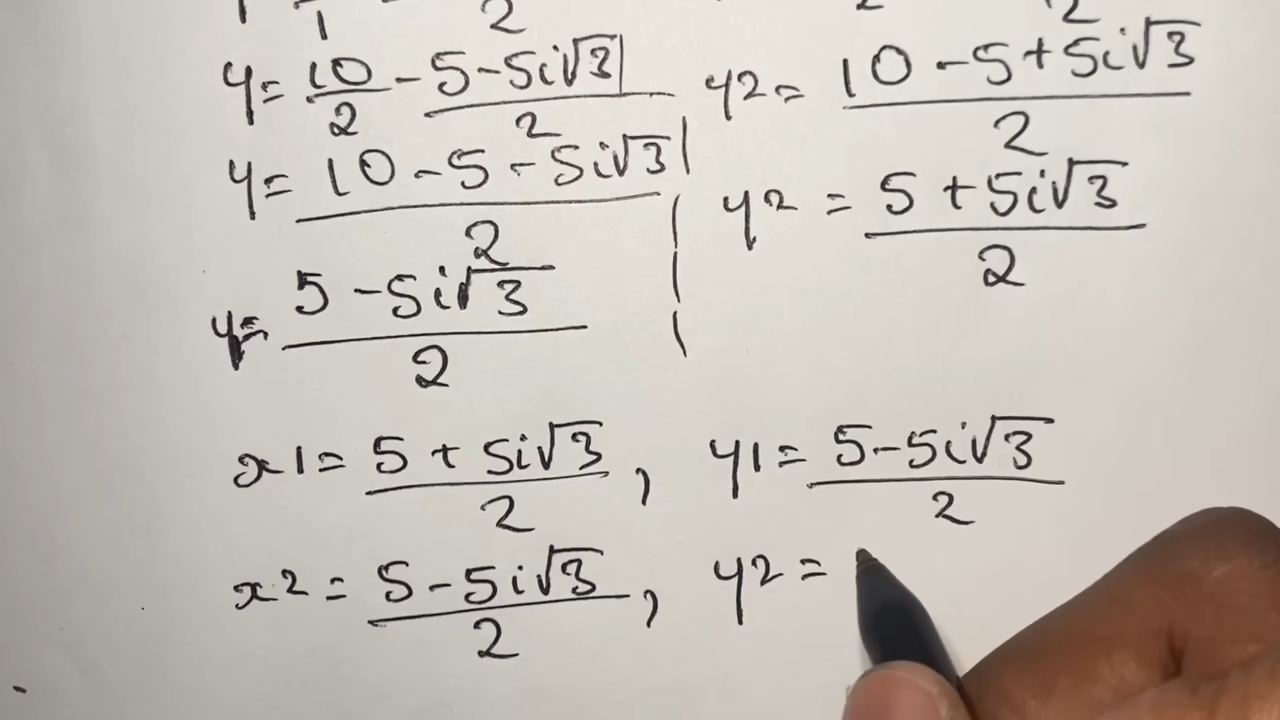 y = 10/2 - 5 - 5i√3/2
y = 10 - 5 - 5i√3/2
y = 5 - 5i√3/2
y2 = 10 - 5 + 5i√3/2
y2 = 5 + 5i√3/2
x1 = 5 + 5i√3/2, y1 = 5 - 5i√3/2
x2 = 5 - 5i√3/2, y2 =